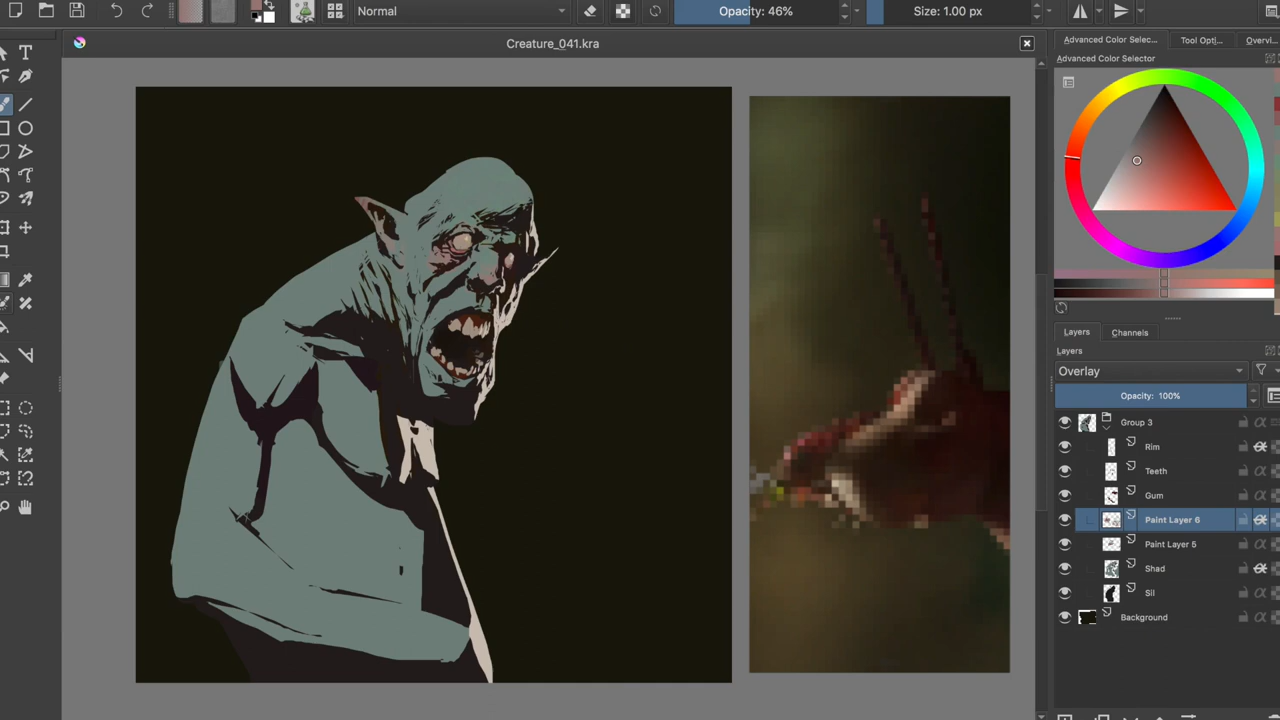 Normal
Opacity: 46%
Size: 1.00 px
Creature_041.kra
Advanced Color Selec...
Tool Opti...
Overvi...
Advanced Color Selector
Layers
Channels
Layers
Overlay
Opacity: 100%
Group 3
Rim
Teeth
Gum
Paint Layer 6
Paint Layer 5
Shad
Sil
Background